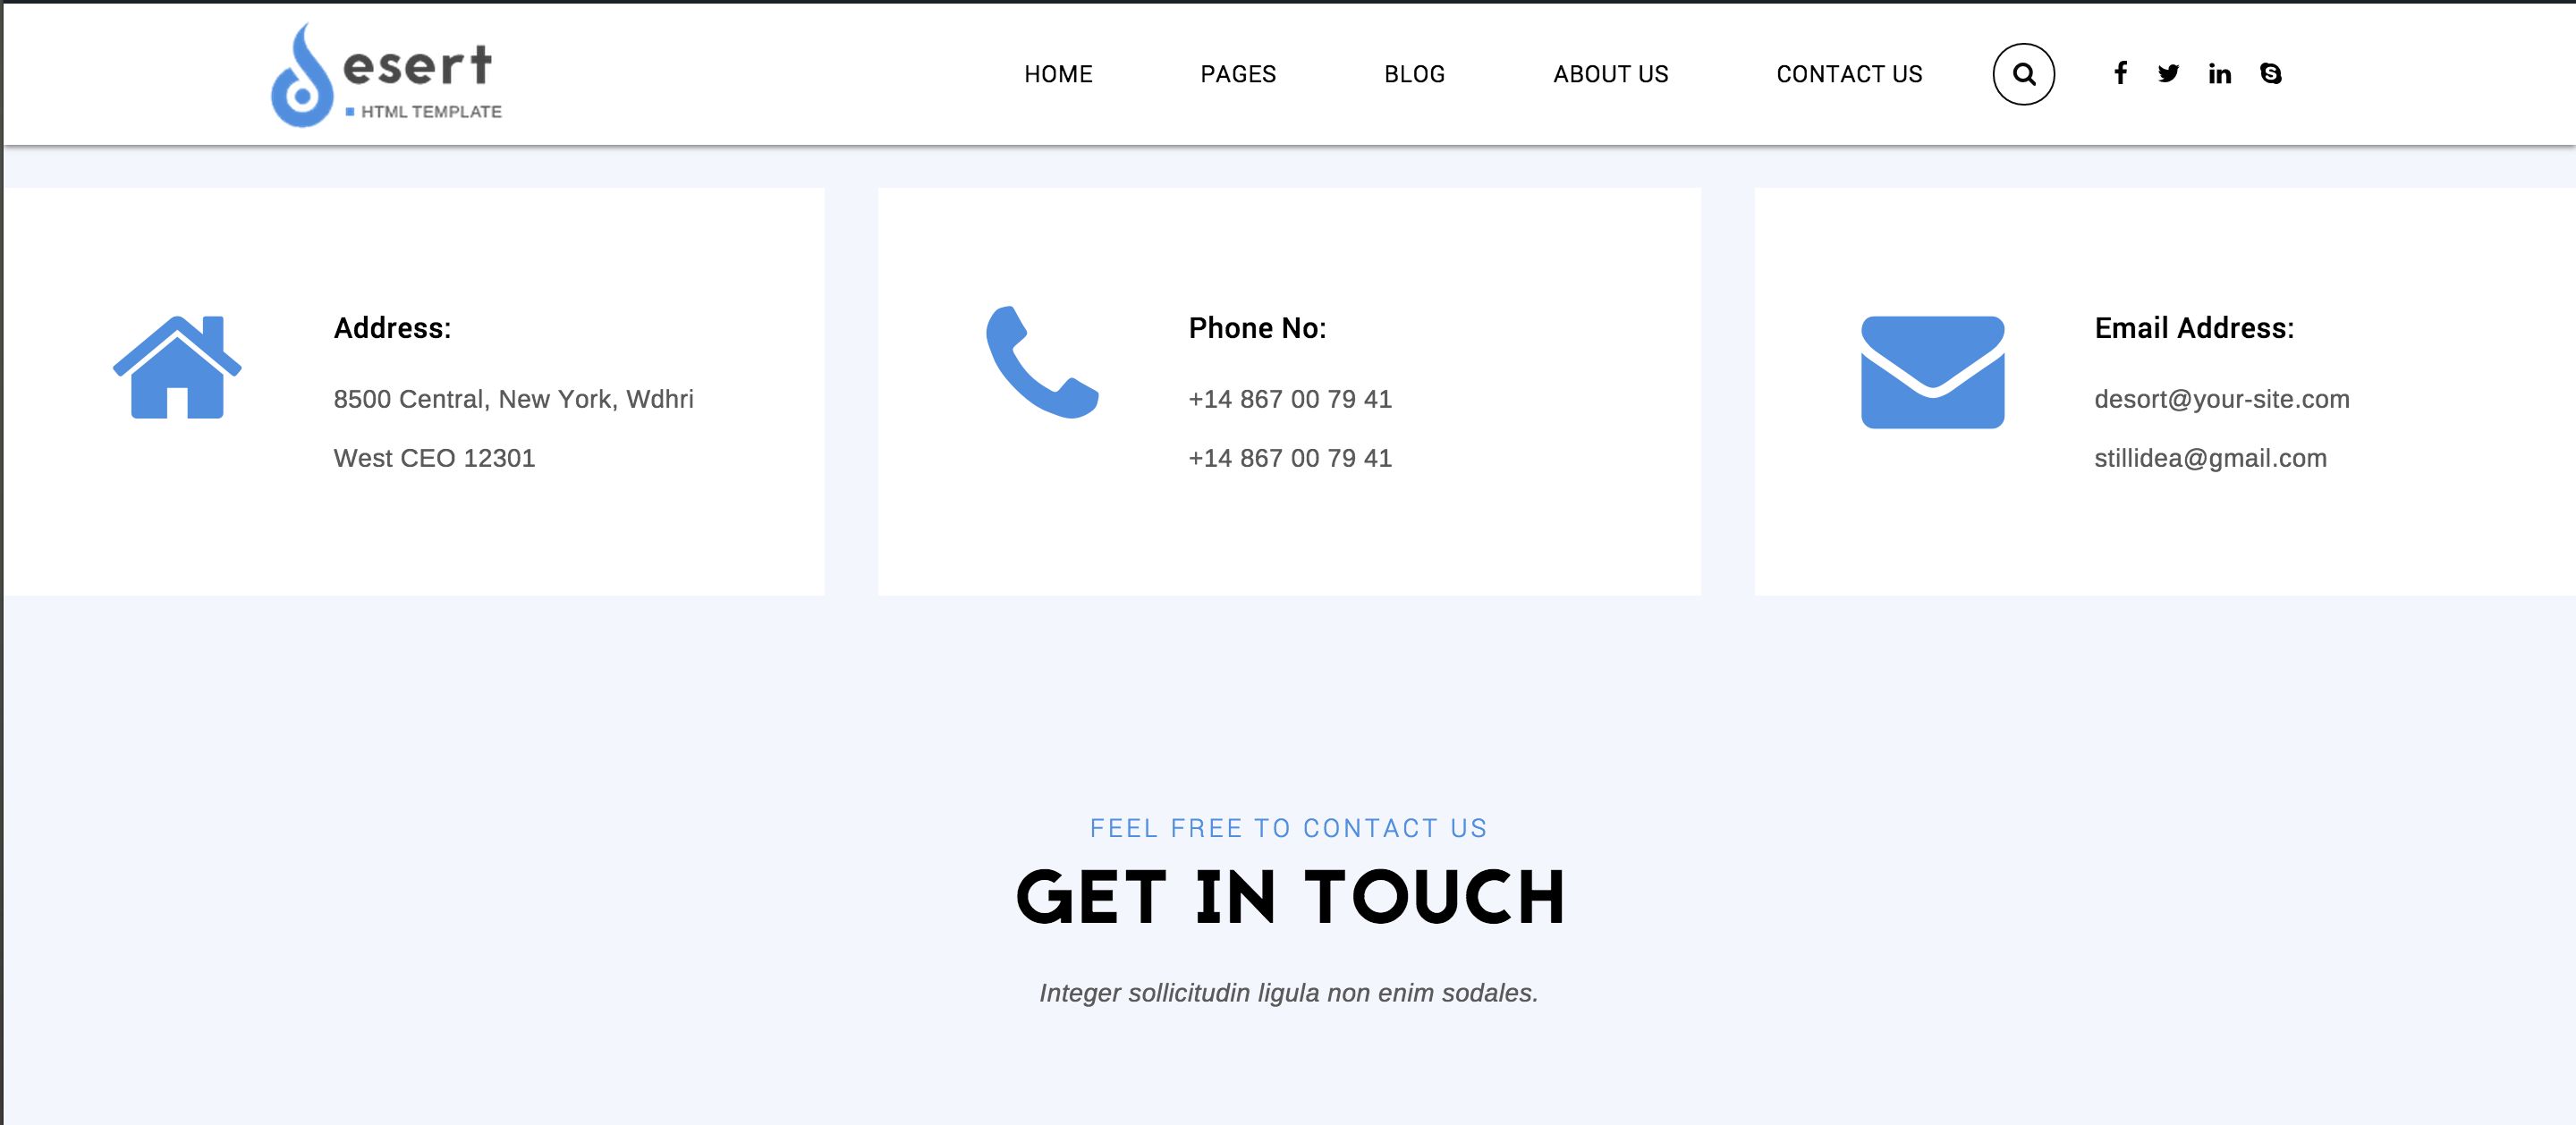 esert
HTML TEMPLATE
HOME PAGES BLOG ABOUT US CONTACT US
Address:
8500 Central, New York, Wdhri
West CEO 12301
Phone No:
+14 867 00 79 41
+14 867 00 79 41
Email Address:
desort@your-site.com
stillidea@gmail.com
FEEL FREE TO CONTACT US
GET IN TOUCH
Integer sollicitudin ligula non enim sodales.